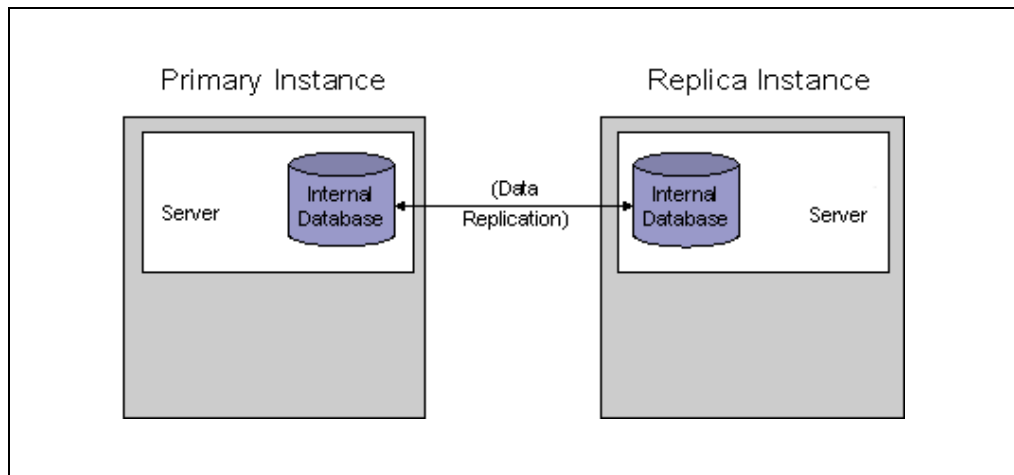 Primary Instance
Replica Instance
Server
Internal
Database
(Data
Replication)
Internal
Database
Server